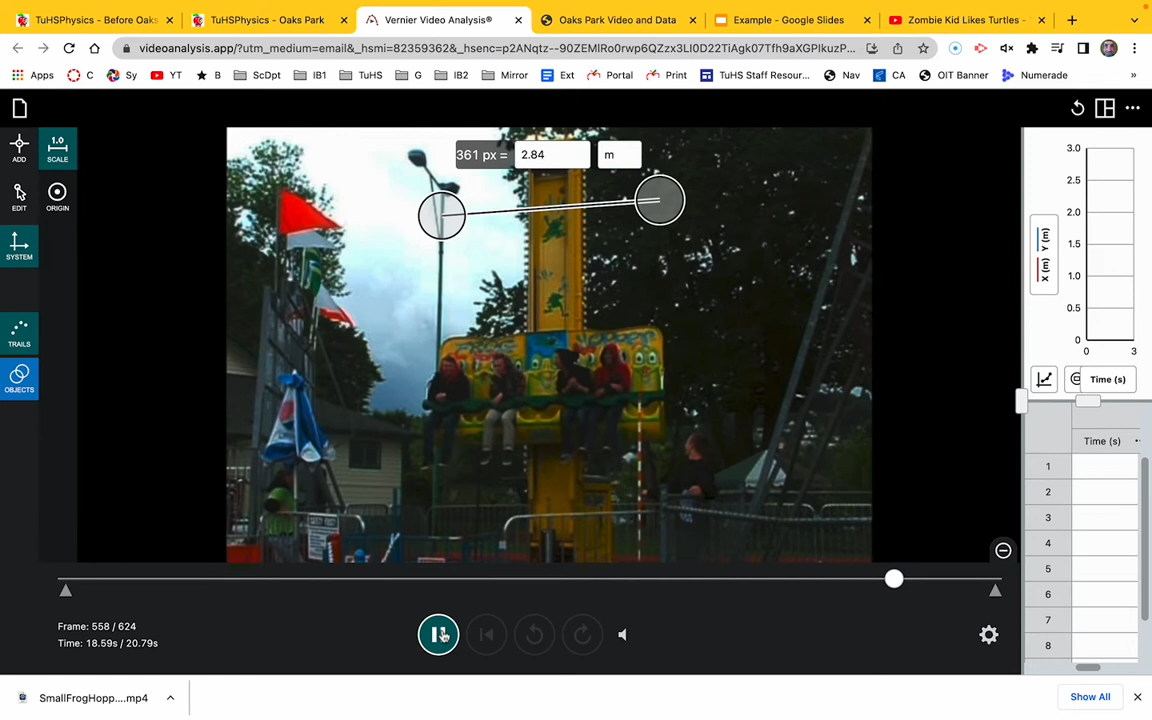 TuHSPhysics - Before Oaks
TuHSPhysics - Oaks Park
Vernier Video Analysis®
Oaks Park Video and Data
Example - Google Slides
Zombie Kid Likes Turtles -
videoanalysis.app/?utm_medium=email&_hsmi=82359362&_hsenc=p2ANqtz--90ZEMlRo0rwp6QZzx3LI0D22TiAgk07Tfh9aXGPlkuzP...
Apps C Sy YT B ScDpt IB1 TuHS G IB2 Mirror Ext Portal Print TuHS Staff Resour... Nav CA OIT Banner Numerade »
ADD
1.0
SCALE
EDIT
ORIGIN
SYSTEM
TRAILS
OBJECTS
361 px = 2.84 m
3.0
2.5
2.0
1.5
1.0
0.5
0
0 3
X (m) Y (m)
Time (s)
Time (s)
1
2
3
4
5
6
7
8
Frame: 558 / 624
Time: 18.59s / 20.79s
SmallFrogHopp....mp4
Show All